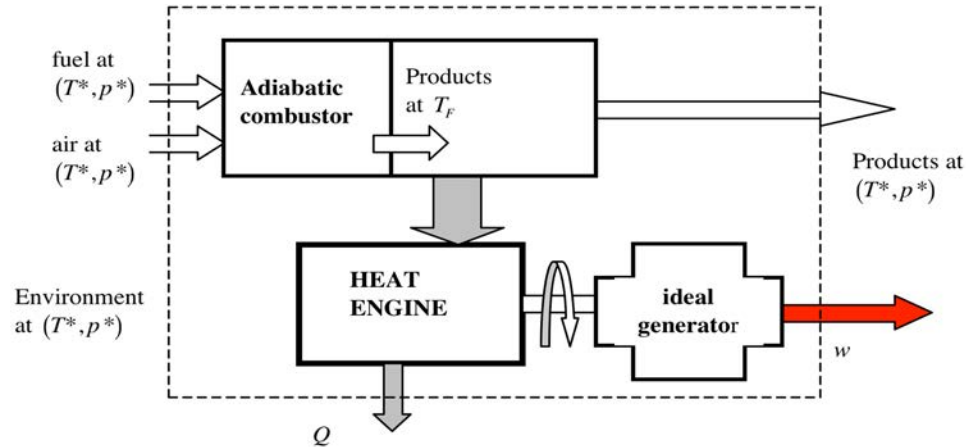 fuel at
(T*, p*)
air at
(T*, p*)
Adiabatic
combustor
Products
at T_F
Products at
(T*, p*)
Environment
at (T*, p*)
HEAT
ENGINE
ideal
generator
w
Q